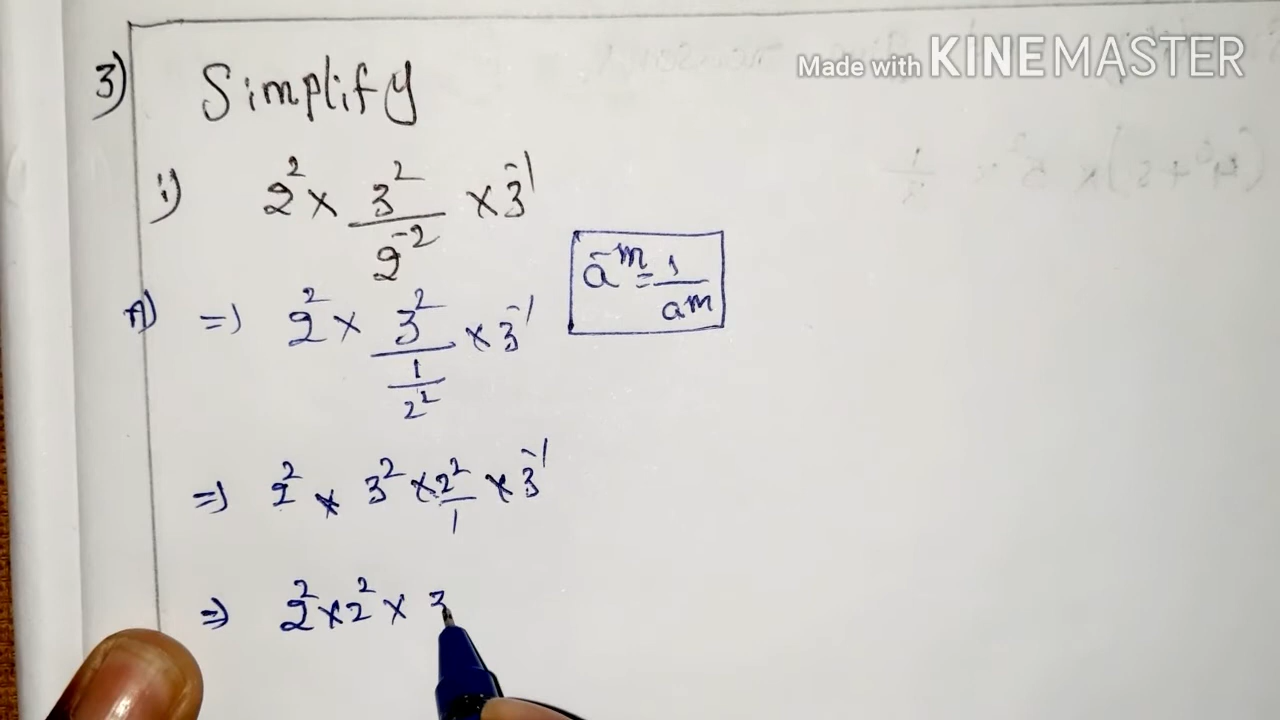 Made with KINEMASTER
3) Simplify
i) 2² × 3²/2⁻² × 3⁻¹
a⁻ᵐ = 1/aᵐ
A) => 2² × 3²/(1/2²) × 3⁻¹
=> 2² × 3² × 2²/1 × 3⁻¹
=> 2² × 2² × 3